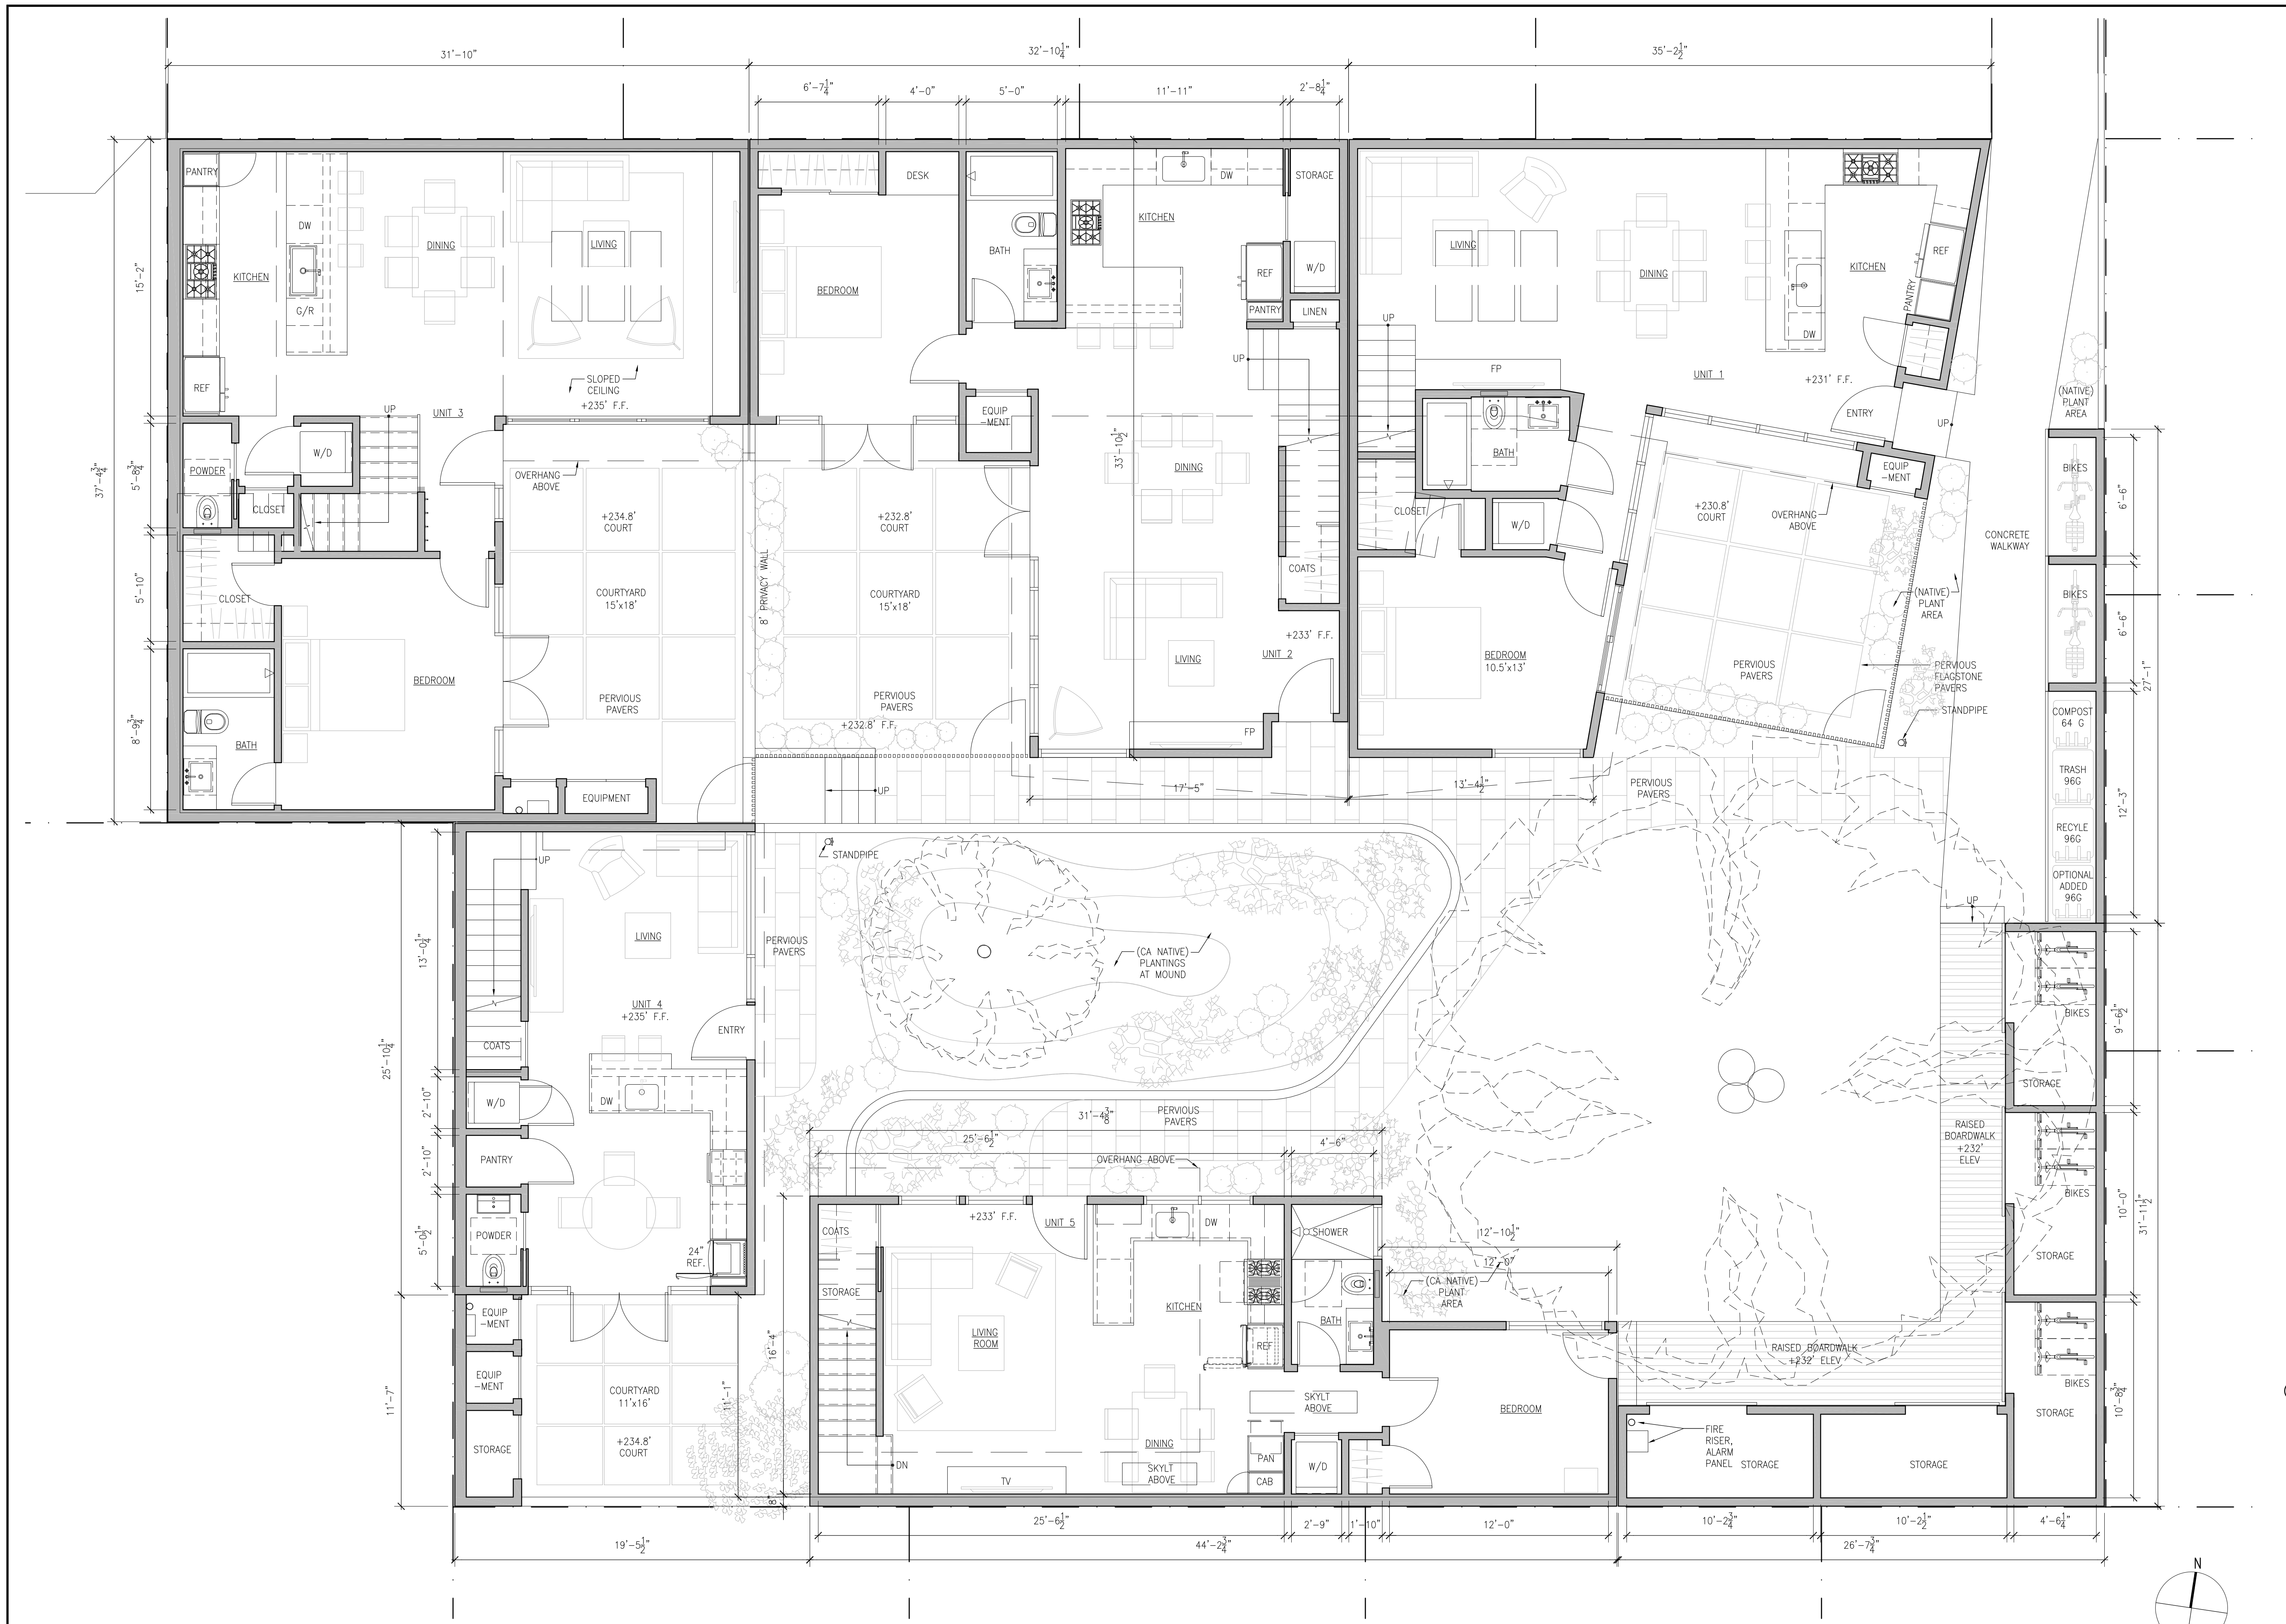 31'-10"
32'-10 1/4"
35'-2 1/2"
6'-7 1/4"
4'-0"
5'-0"
11'-11"
2'-8 1/4"
37'-4 3/4"
15'-2"
5'-8 3/4"
5'-10"
8'-9 3/4"
PANTRY
DW
KITCHEN
G/R
REF
DINING
LIVING
SLOPED
CEILING
+235' F.F.
UNIT 3
UP
POWDER
W/D
CLOSET
CLOSET
BATH
BEDROOM
OVERHANG
ABOVE
+234.8'
COURT
COURTYARD
15'x18'
PERVIOUS
PAVERS
EQUIPMENT
8' PRIVACY WALL
DESK
BEDROOM
BATH
EQUIP
-MENT
KITCHEN
DW
STORAGE
REF
PANTRY
W/D
LINEN
UP
33'-10 1/2"
DINING
COATS
LIVING
+233' F.F.
UNIT 2
FP
+232.8'
COURT
COURTYARD
15'x18'
PERVIOUS
PAVERS
+232.8' F.F.
UP
17'-5"
13'-4 1/2"
LIVING
DINING
KITCHEN
DW
REF
PANTRY
UP
FP
UNIT 1
+231' F.F.
ENTRY
UP
BATH
CLOSET
W/D
BEDROOM
10.5'x13'
EQUIP
-MENT
+230.8'
COURT
OVERHANG
ABOVE
PERVIOUS
PAVERS
(NATIVE)
PLANT
AREA
(NATIVE)
PLANT
AREA
CONCRETE
WALKWAY
PERVIOUS
FLAGSTONE
PAVERS
STANDPIPE
PERVIOUS
PAVERS
BIKES
BIKES
6'-6"
6'-6"
27'-1"
12'-3"
COMPOST
64 G
TRASH
96G
RECYLE
96G
OPTIONAL
ADDED
96G
UP
25'-10 1/4"
13'-0 1/4"
2'-10"
2'-10"
5'-0 1/2"
11'-7"
UP
LIVING
UNIT 4
+235' F.F.
ENTRY
COATS
W/D
DW
PANTRY
POWDER
24"
REF.
EQUIP
-MENT
EQUIP
-MENT
STORAGE
COURTYARD
11'x16'
+234.8'
COURT
11'-1"
16'-4"
8"
STANDPIPE
PERVIOUS
PAVERS
(CA NATIVE)
PLANTINGS
AT MOUND
31'-4 3/8"
PERVIOUS
PAVERS
25'-6 1/2"
4'-6"
OVERHANG ABOVE
+233' F.F.
UNIT 5
COATS
STORAGE
DN
LIVING
ROOM
TV
DW
KITCHEN
REF
DINING
SKYLT
ABOVE
PAN
CAB
SHOWER
BATH
SKYLT
ABOVE
W/D
12'-10 1/2"
12'-0"
(CA NATIVE)
PLANT
AREA
BEDROOM
RAISED
BOARDWALK
+232'
ELEV
RAISED BOARDWALK
+232' ELEV
BIKES
STORAGE
BIKES
STORAGE
BIKES
STORAGE
9'-6 1/2"
10'-0"
31'-11 1/2"
10'-8 3/4"
FIRE
RISER,
ALARM
PANEL
STORAGE
STORAGE
25'-6 1/2"
2'-9"
1'-10"
12'-0"
10'-2 3/4"
10'-2 1/2"
4'-6 1/4"
19'-5 1/2"
44'-2 3/4"
26'-7 3/4"
N